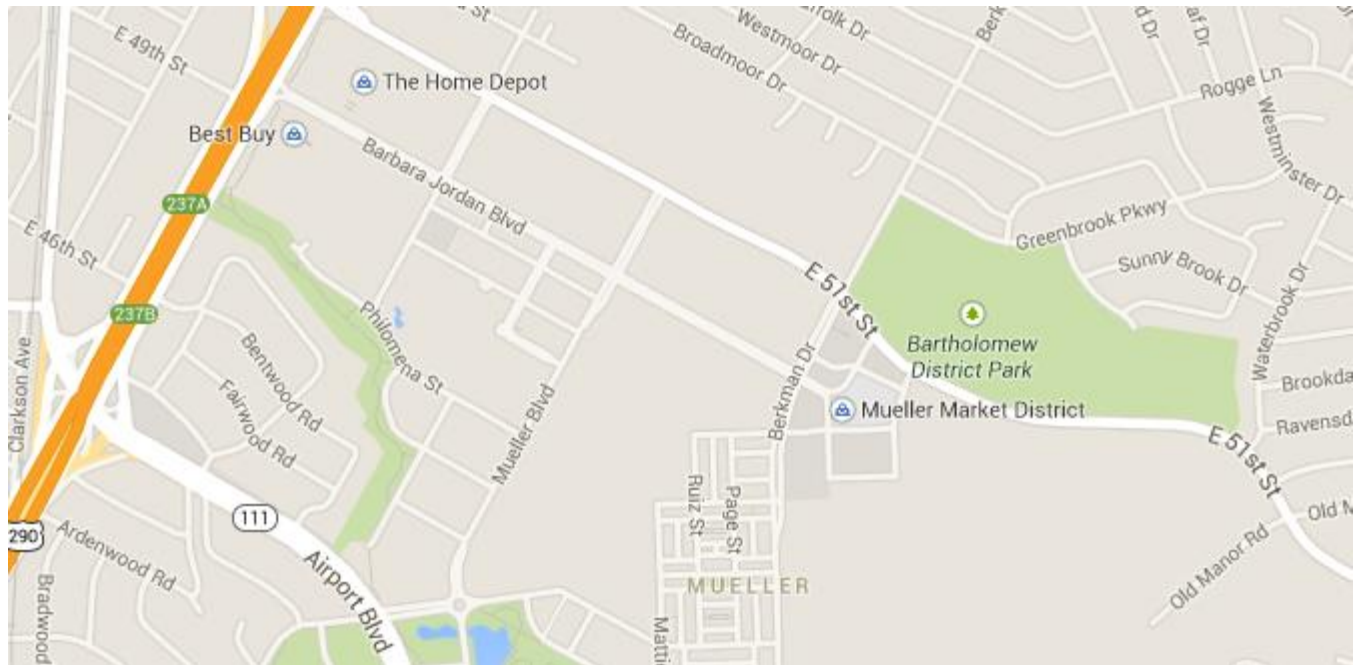 E 49th St
St
The Home Depot
Best Buy
Barbara Jordan Blvd
Broadmoor Dr
Westmoor Dr
Rogge Ln
Westminster Dr
237A
E 46th St
237B
Greenbrook Pkwy
Sunny Brook Dr
E 51st St
Bartholomew
District Park
Waterbrook Dr
Philomena St
Bentwood Rd
Fairwood Rd
Clarkson Ave
Mueller Blvd
Berkman Dr
Mueller Market District
E 51st St
Ruiz St
Page St
111
290
Airport Blvd
Ardenwood Rd
MUELLER
Old Manor Rd